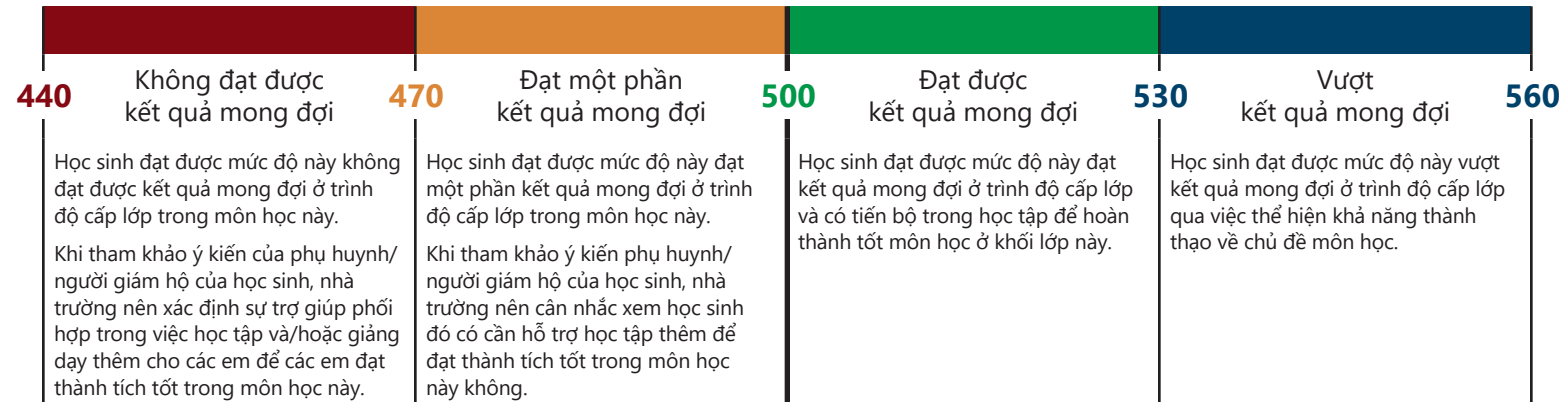 440
Không đạt được
kết quả mong đợi
470
Đạt một phần
kết quả mong đợi
500
Đạt được
kết quả mong đợi
530
Vượt
kết quả mong đợi
560
Học sinh đạt được mức độ này không
đạt được kết quả mong đợi ở trình
độ cấp lớp trong môn học này.
Khi tham khảo ý kiến của phụ huynh/
người giám hộ của học sinh, nhà
trường nên xác định sự trợ giúp phối
hợp trong việc học tập và/hoặc giảng
dạy thêm cho các em để các em đạt
thành tích tốt trong môn học này.
Học sinh đạt được mức độ này đạt
một phần kết quả mong đợi ở trình
độ cấp lớp trong môn học này.
Khi tham khảo ý kiến phụ huynh/
người giám hộ của học sinh, nhà
trường nên cân nhắc xem học sinh
đó có cần hỗ trợ học tập thêm để
đạt thành tích tốt trong môn học
này không.
Học sinh đạt được mức độ này đạt
kết quả mong đợi ở trình độ cấp lớp
và có tiến bộ trong học tập để hoàn
thành tốt môn học ở khối lớp này.
Học sinh đạt được mức độ này vượt
kết quả mong đợi ở trình độ cấp lớp
qua việc thể hiện khả năng thành
thạo về chủ đề môn học.